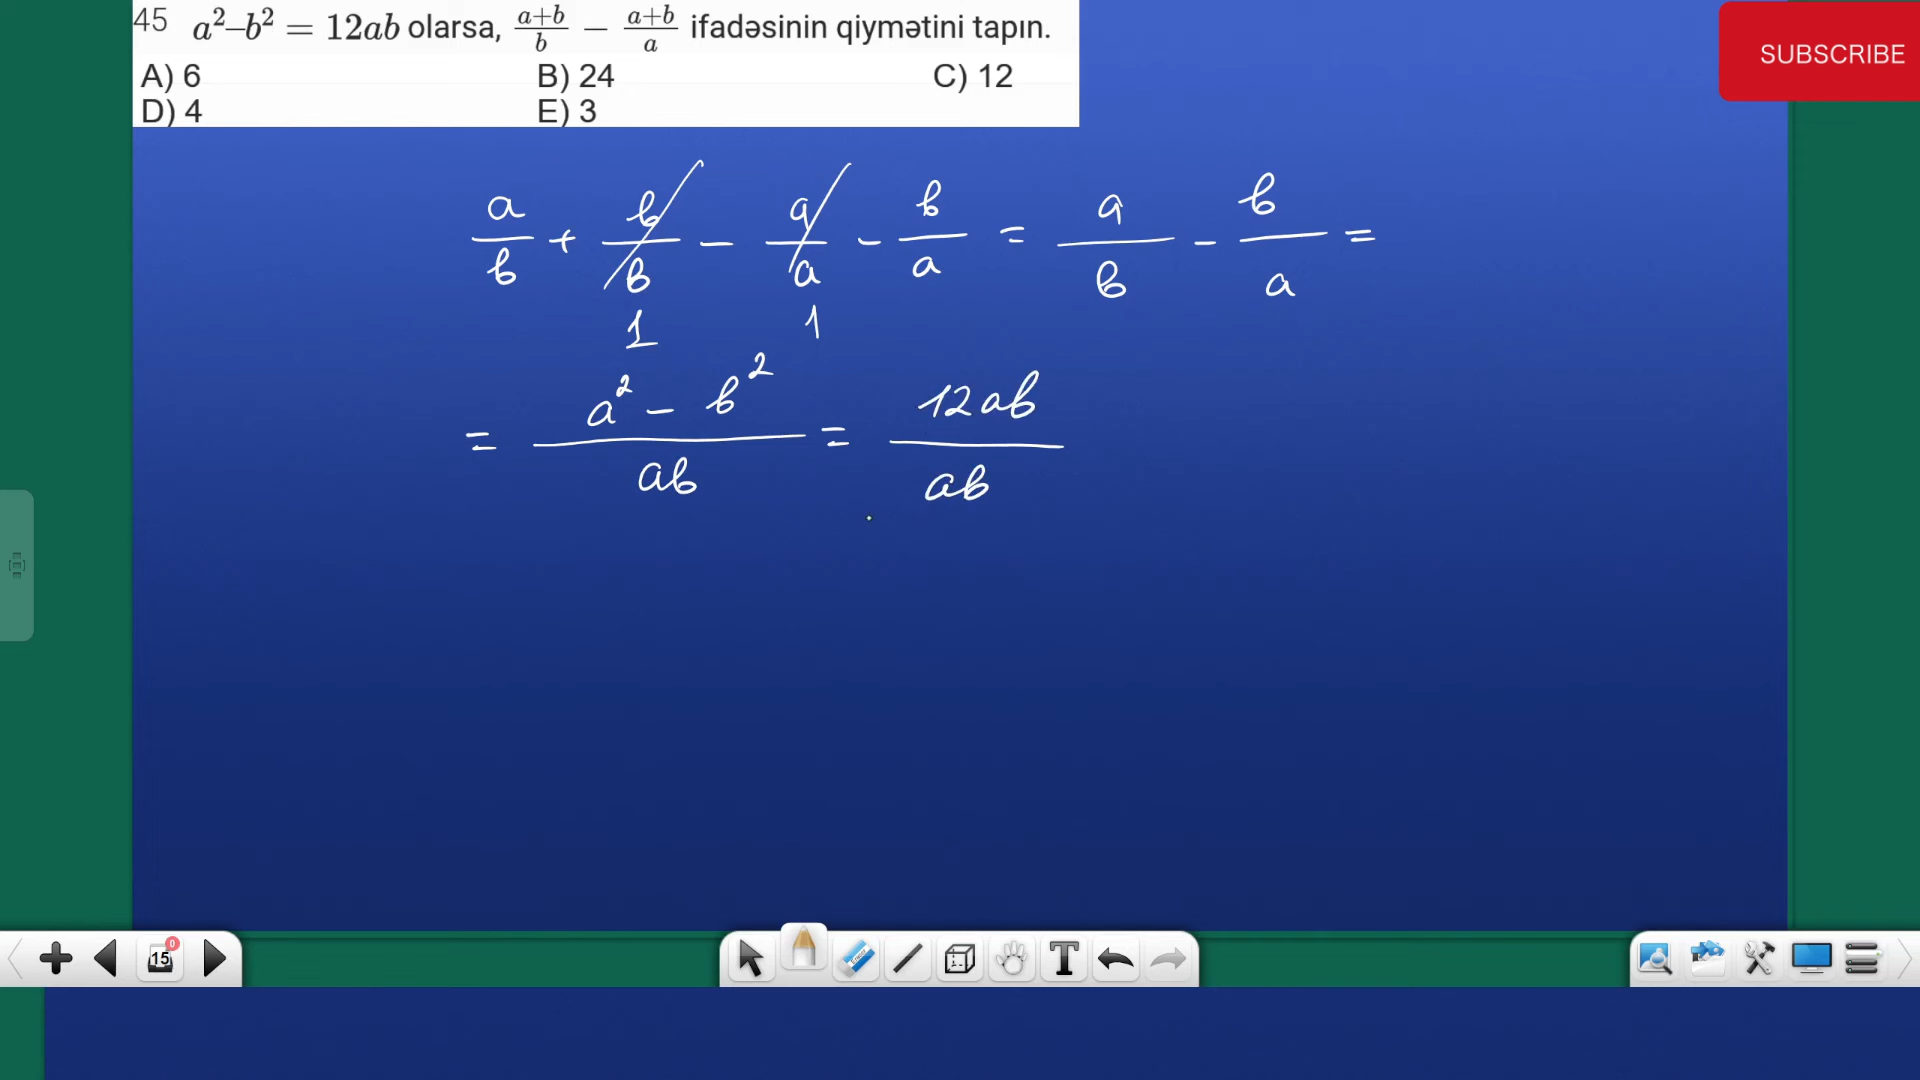 45 a²–b² = 12ab olarsa, (a+b)/b − (a+b)/a ifadəsinin qiymətini tapın.
A) 6 B) 24 C) 12
D) 4 E) 3
SUBSCRIBE
a/b + b/b − a/a − b/a = a/b − b/a =
1 1
= (a² − b²)/ab = 12ab/ab
15 0
T